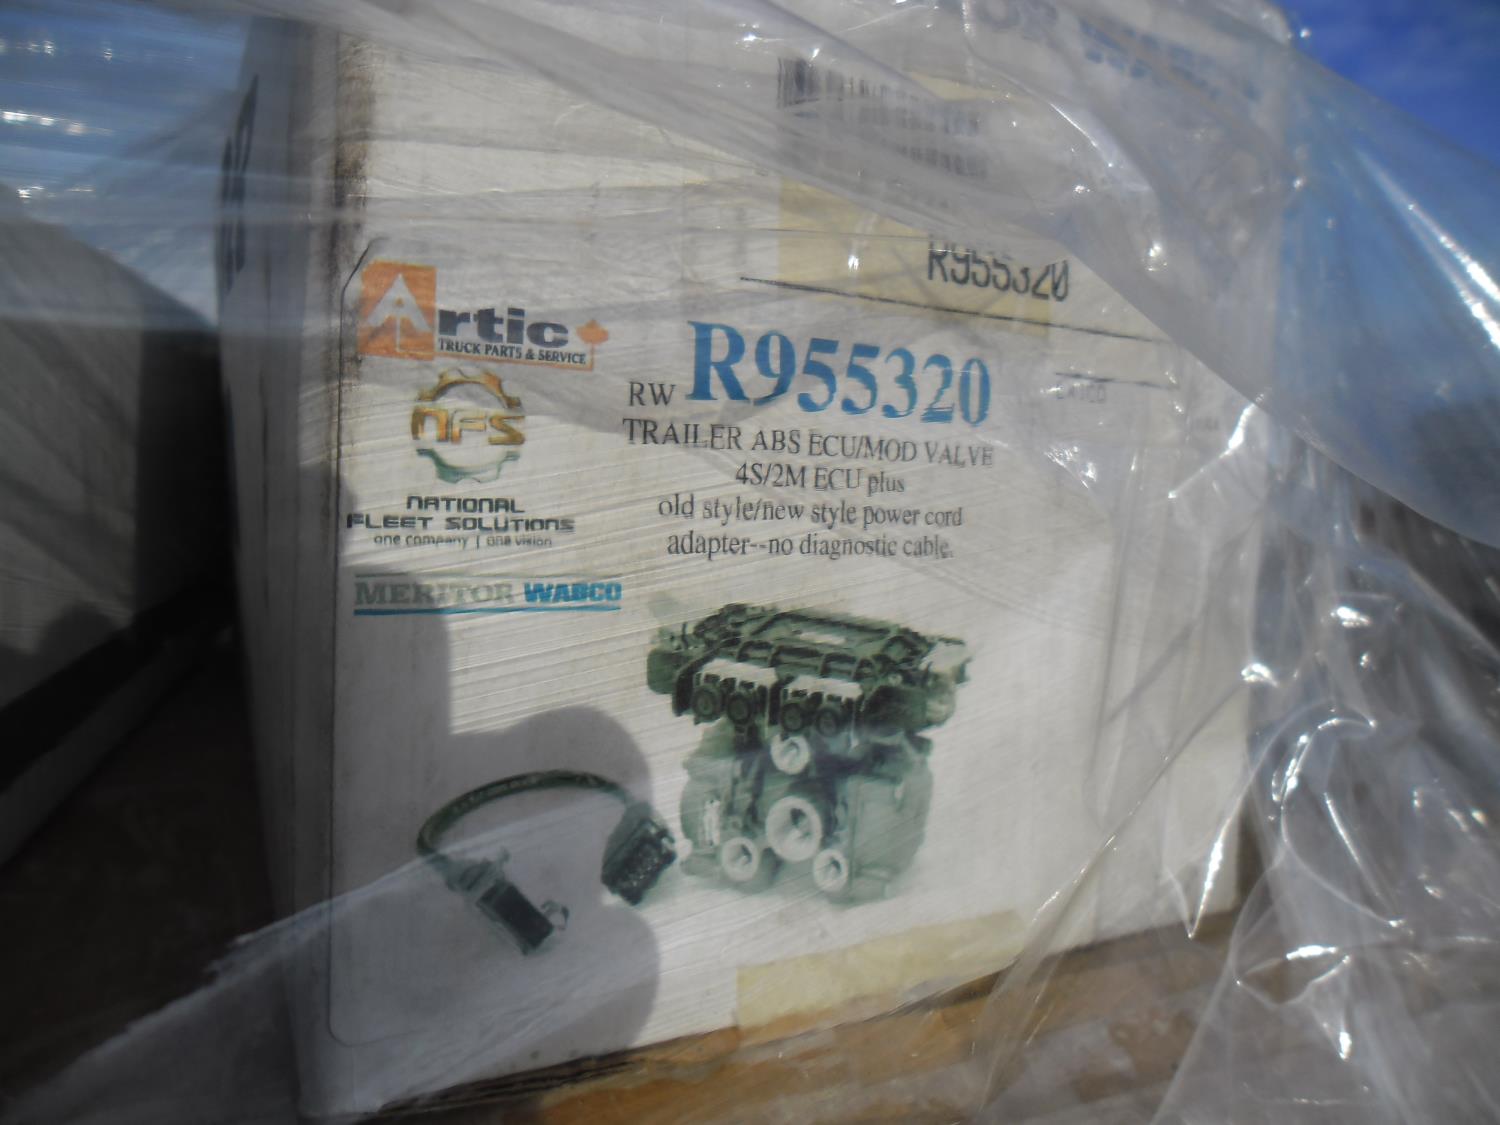 R955320
Artic
TRUCK PARTS & SERVICE
RW R955320
TRAILER ABS ECU/MOD VALVE
4S/2M ECU plus
old style/new style power cord
adapter--no diagnostic cable.
NFS
NATIONAL
FLEET SOLUTIONS
one company | one vision
MERITOR WABCO